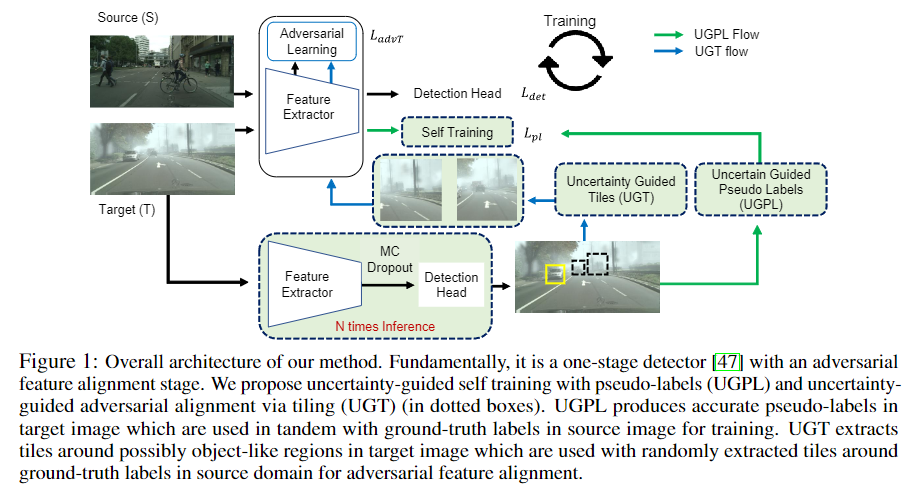 Source (S)
Adversarial
Learning
L_advT
Training
UGPL Flow
UGT flow
Feature
Extractor
Detection Head
L_det
Self Training
L_pl
Target (T)
Uncertainty Guided
Tiles (UGT)
Uncertain Guided
Pseudo Labels
(UGPL)
MC
Dropout
Feature
Extractor
Detection
Head
N times Inference
Figure 1: Overall architecture of our method. Fundamentally, it is a one-stage detector [47] with an adversarial
feature alignment stage. We propose uncertainty-guided self training with pseudo-labels (UGPL) and uncertainty-
guided adversarial alignment via tiling (UGT) (in dotted boxes). UGPL produces accurate pseudo-labels in
target image which are used in tandem with ground-truth labels in source image for training. UGT extracts
tiles around possibly object-like regions in target image which are used with randomly extracted tiles around
ground-truth labels in source domain for adversarial feature alignment.